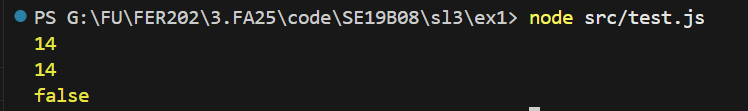 PS G:\FU\FER202\3.FA25\code\SE19B08\sl3\ex1> node src/test.js
14
14
false